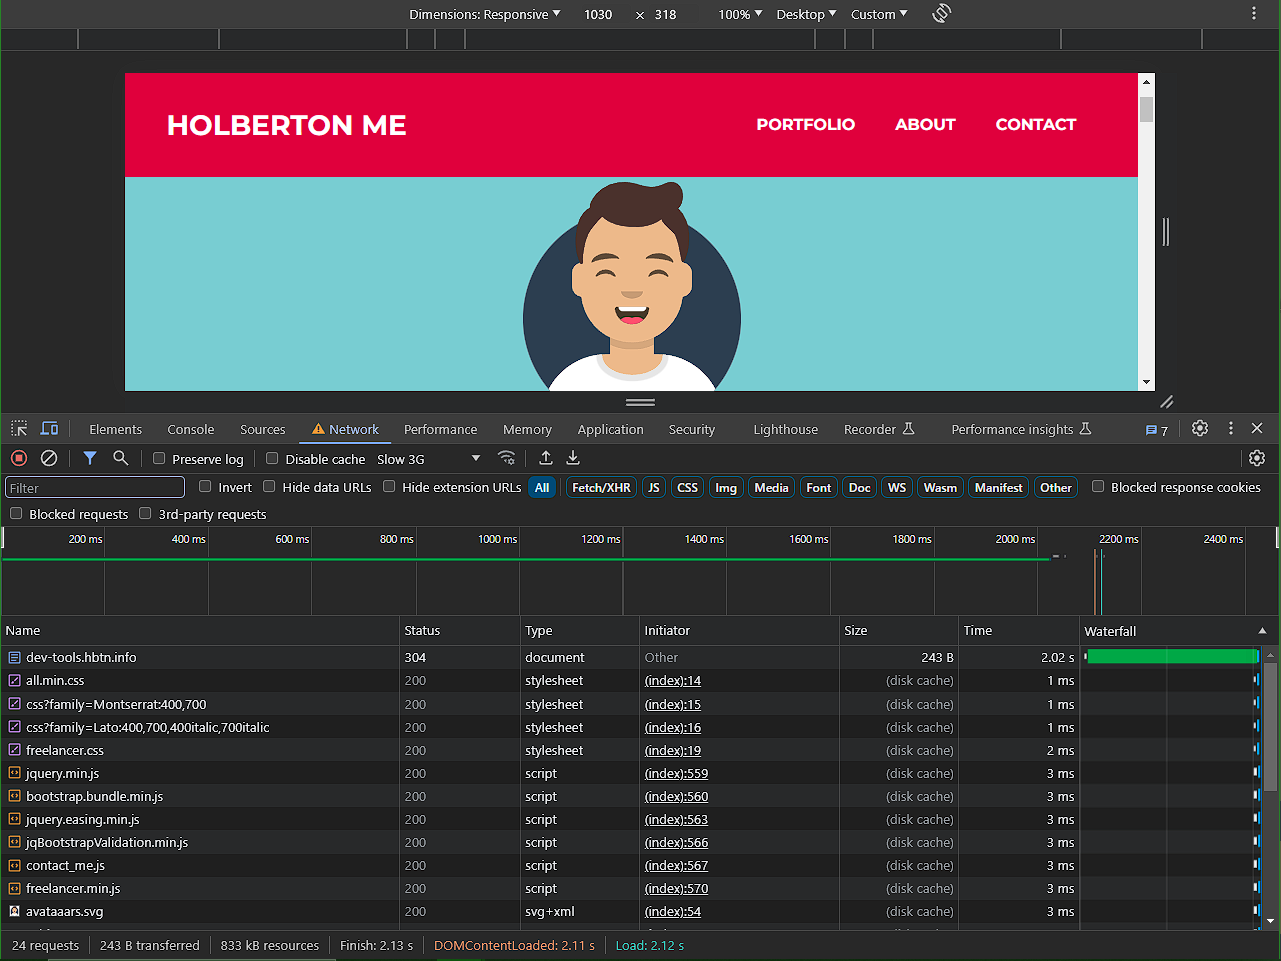 Dimensions: Responsive 1030 × 318 100% Desktop Custom
HOLBERTON ME PORTFOLIO ABOUT CONTACT
Elements Console Sources Network Performance Memory Application Security Lighthouse Recorder Performance insights 7
Preserve log Disable cache Slow 3G
Filter Invert Hide data URLs Hide extension URLs All Fetch/XHR JS CSS Img Media Font Doc WS Wasm Manifest Other Blocked response cookies
Blocked requests 3rd-party requests
200 ms 400 ms 600 ms 800 ms 1000 ms 1200 ms 1400 ms 1600 ms 1800 ms 2000 ms 2200 ms 2400 ms
Name Status Type Initiator Size Time Waterfall
dev-tools.hbtn.info 304 document Other 243 B 2.02 s
all.min.css 200 stylesheet (index):14 (disk cache) 1 ms
css?family=Montserrat:400,700 200 stylesheet (index):15 (disk cache) 1 ms
css?family=Lato:400,700,400italic,700italic 200 stylesheet (index):16 (disk cache) 1 ms
freelancer.css 200 stylesheet (index):19 (disk cache) 2 ms
jquery.min.js 200 script (index):559 (disk cache) 3 ms
bootstrap.bundle.min.js 200 script (index):560 (disk cache) 3 ms
jquery.easing.min.js 200 script (index):563 (disk cache) 3 ms
jqBootstrapValidation.min.js 200 script (index):566 (disk cache) 3 ms
contact_me.js 200 script (index):567 (disk cache) 3 ms
freelancer.min.js 200 script (index):570 (disk cache) 3 ms
avataaars.svg 200 svg+xml (index):54 (disk cache) 3 ms
24 requests 243 B transferred 833 kB resources Finish: 2.13 s DOMContentLoaded: 2.11 s Load: 2.12 s